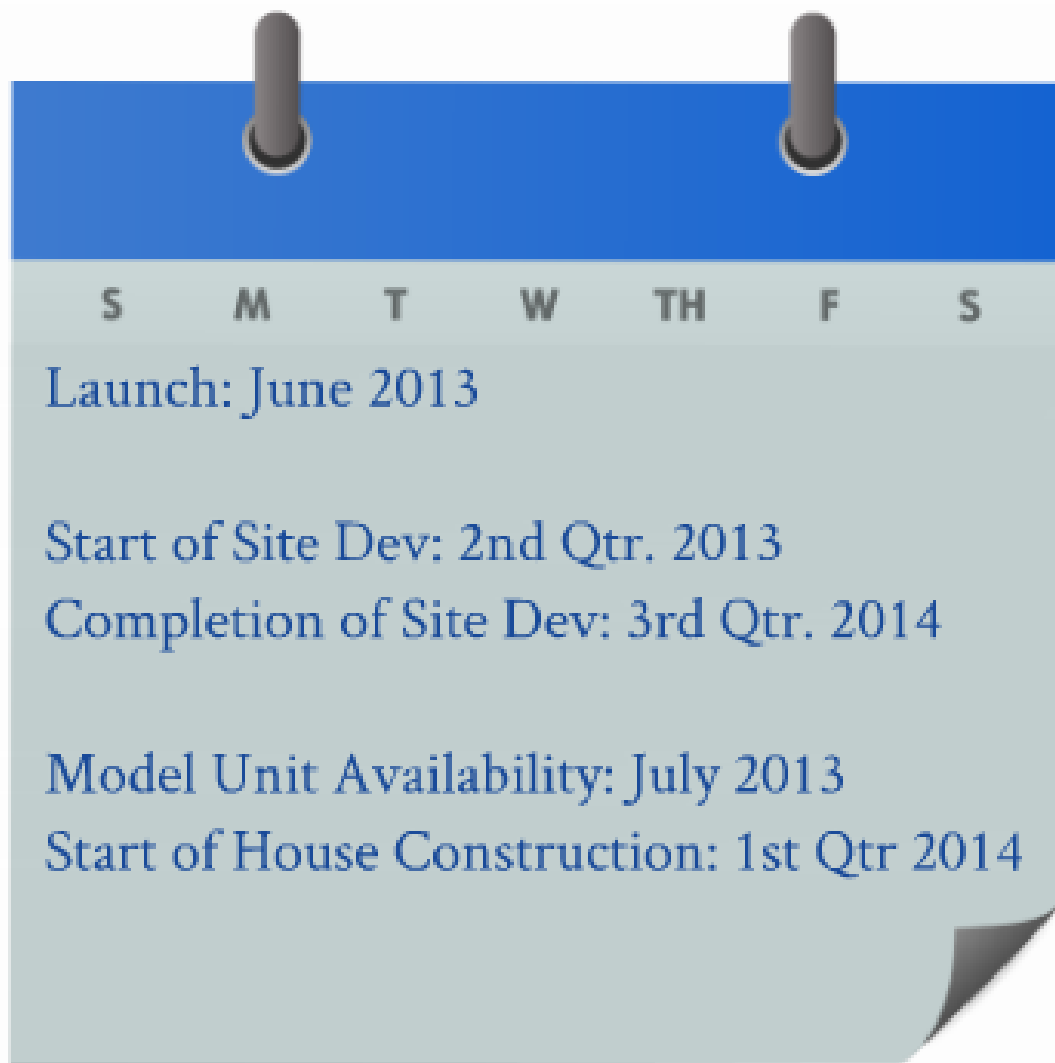 S M T W TH F S
Launch: June 2013
Start of Site Dev: 2nd Qtr. 2013
Completion of Site Dev: 3rd Qtr. 2014
Model Unit Availability: July 2013
Start of House Construction: 1st Qtr 2014